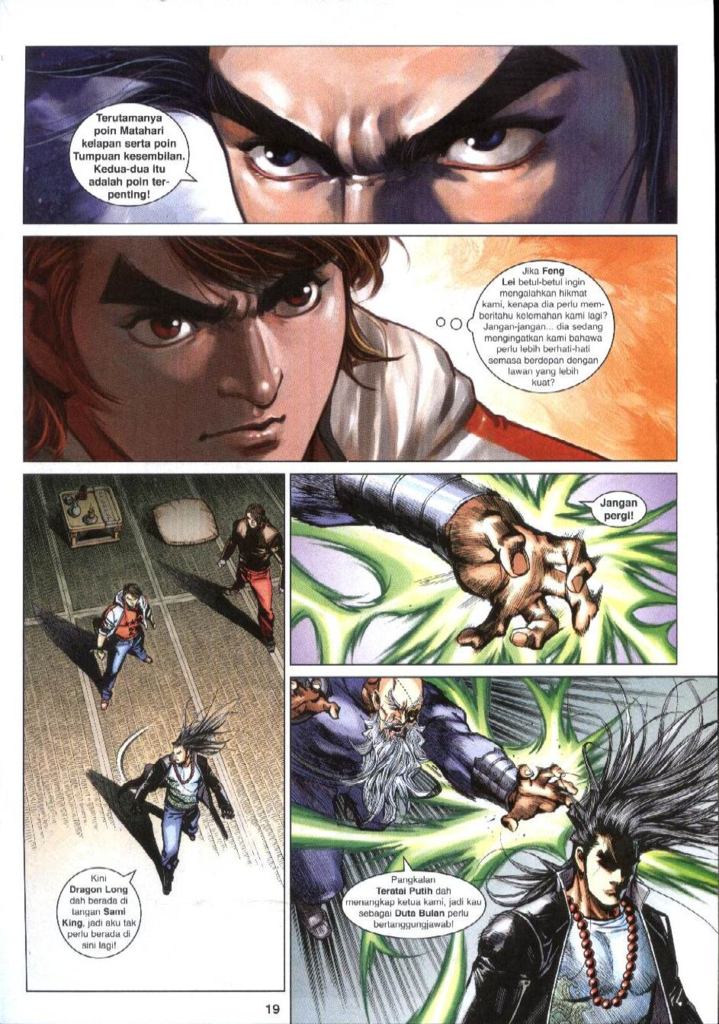 Terutamanya
poin Matahari
kelapan serta poin
Tumpuan kesembilan.
Kedua-dua itu
adalah poin ter-
penting!
Jika Feng
Lei betul-betul ingin
mengalahkan hikmat
kami, kenapa dia perlu mem-
beritahu kelemahan kami lagi?
Jangan-jangan... dia sedang
mengingatkan kami bahawa
perlu lebih berhati-hati
semasa berdepan dengan
lawan yang lebih
kuat?
Jangan
pergi!
Kini
Dragon Long
dah berada di
tangan Sami
King, jadi aku tak
perlu berada di
sini lagi!
Pangkalan
Teratai Putih dah
menangkap ketua kami, jadi kau
sebagai Duta Bulan perlu
bertanggungjawab!
19